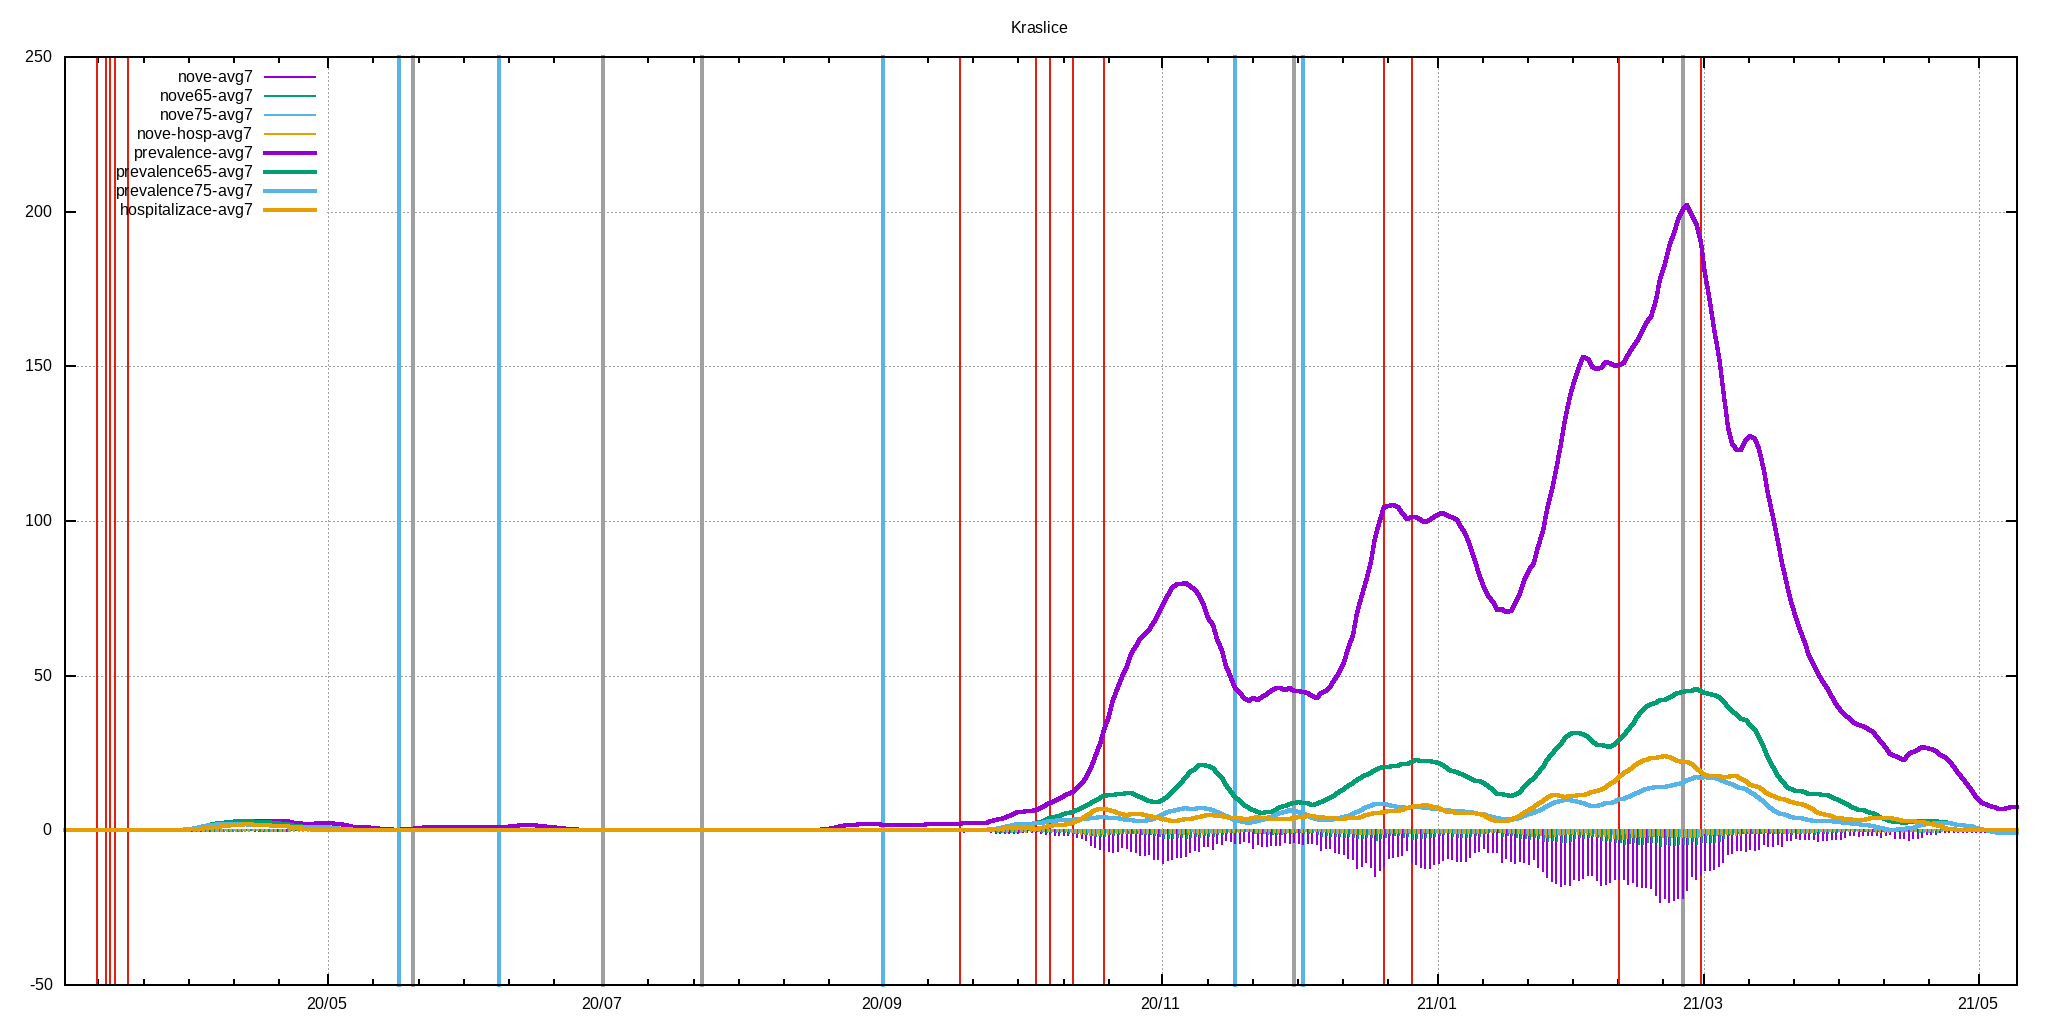 Kraslice
250
nove-avg7
nove65-avg7
nove75-avg7
nove-hosp-avg7
prevalence-avg7
prevalence65-avg7
prevalence75-avg7
hospitalizace-avg7
200
150
100
50
0
-50
20/05 20/07 20/09 20/11 21/01 21/03 21/05